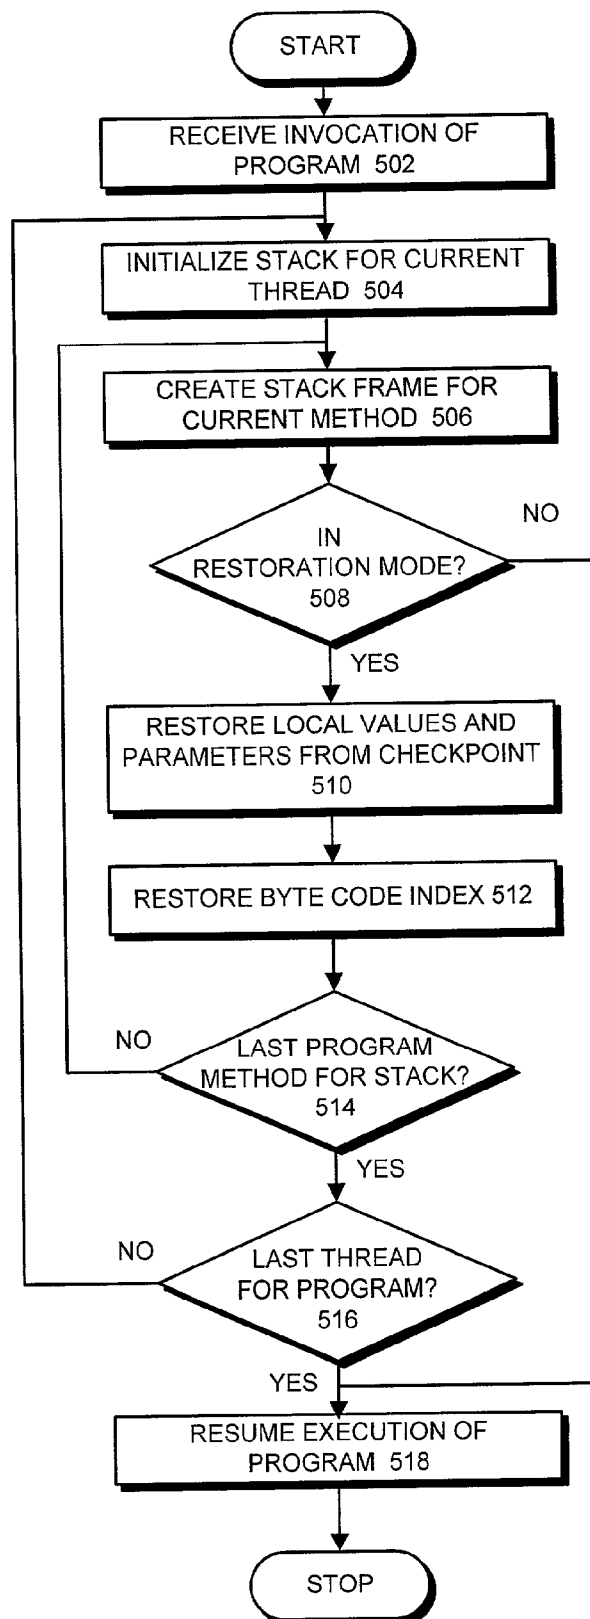 START
RECEIVE INVOCATION OF
PROGRAM 502
INITIALIZE STACK FOR CURRENT
THREAD 504
CREATE STACK FRAME FOR
CURRENT METHOD 506
NO
IN
RESTORATION MODE?
508
YES
RESTORE LOCAL VALUES AND
PARAMETERS FROM CHECKPOINT
510
RESTORE BYTE CODE INDEX 512
NO
LAST PROGRAM
METHOD FOR STACK?
514
YES
NO
LAST THREAD
FOR PROGRAM?
516
YES
RESUME EXECUTION OF
PROGRAM 518
STOP